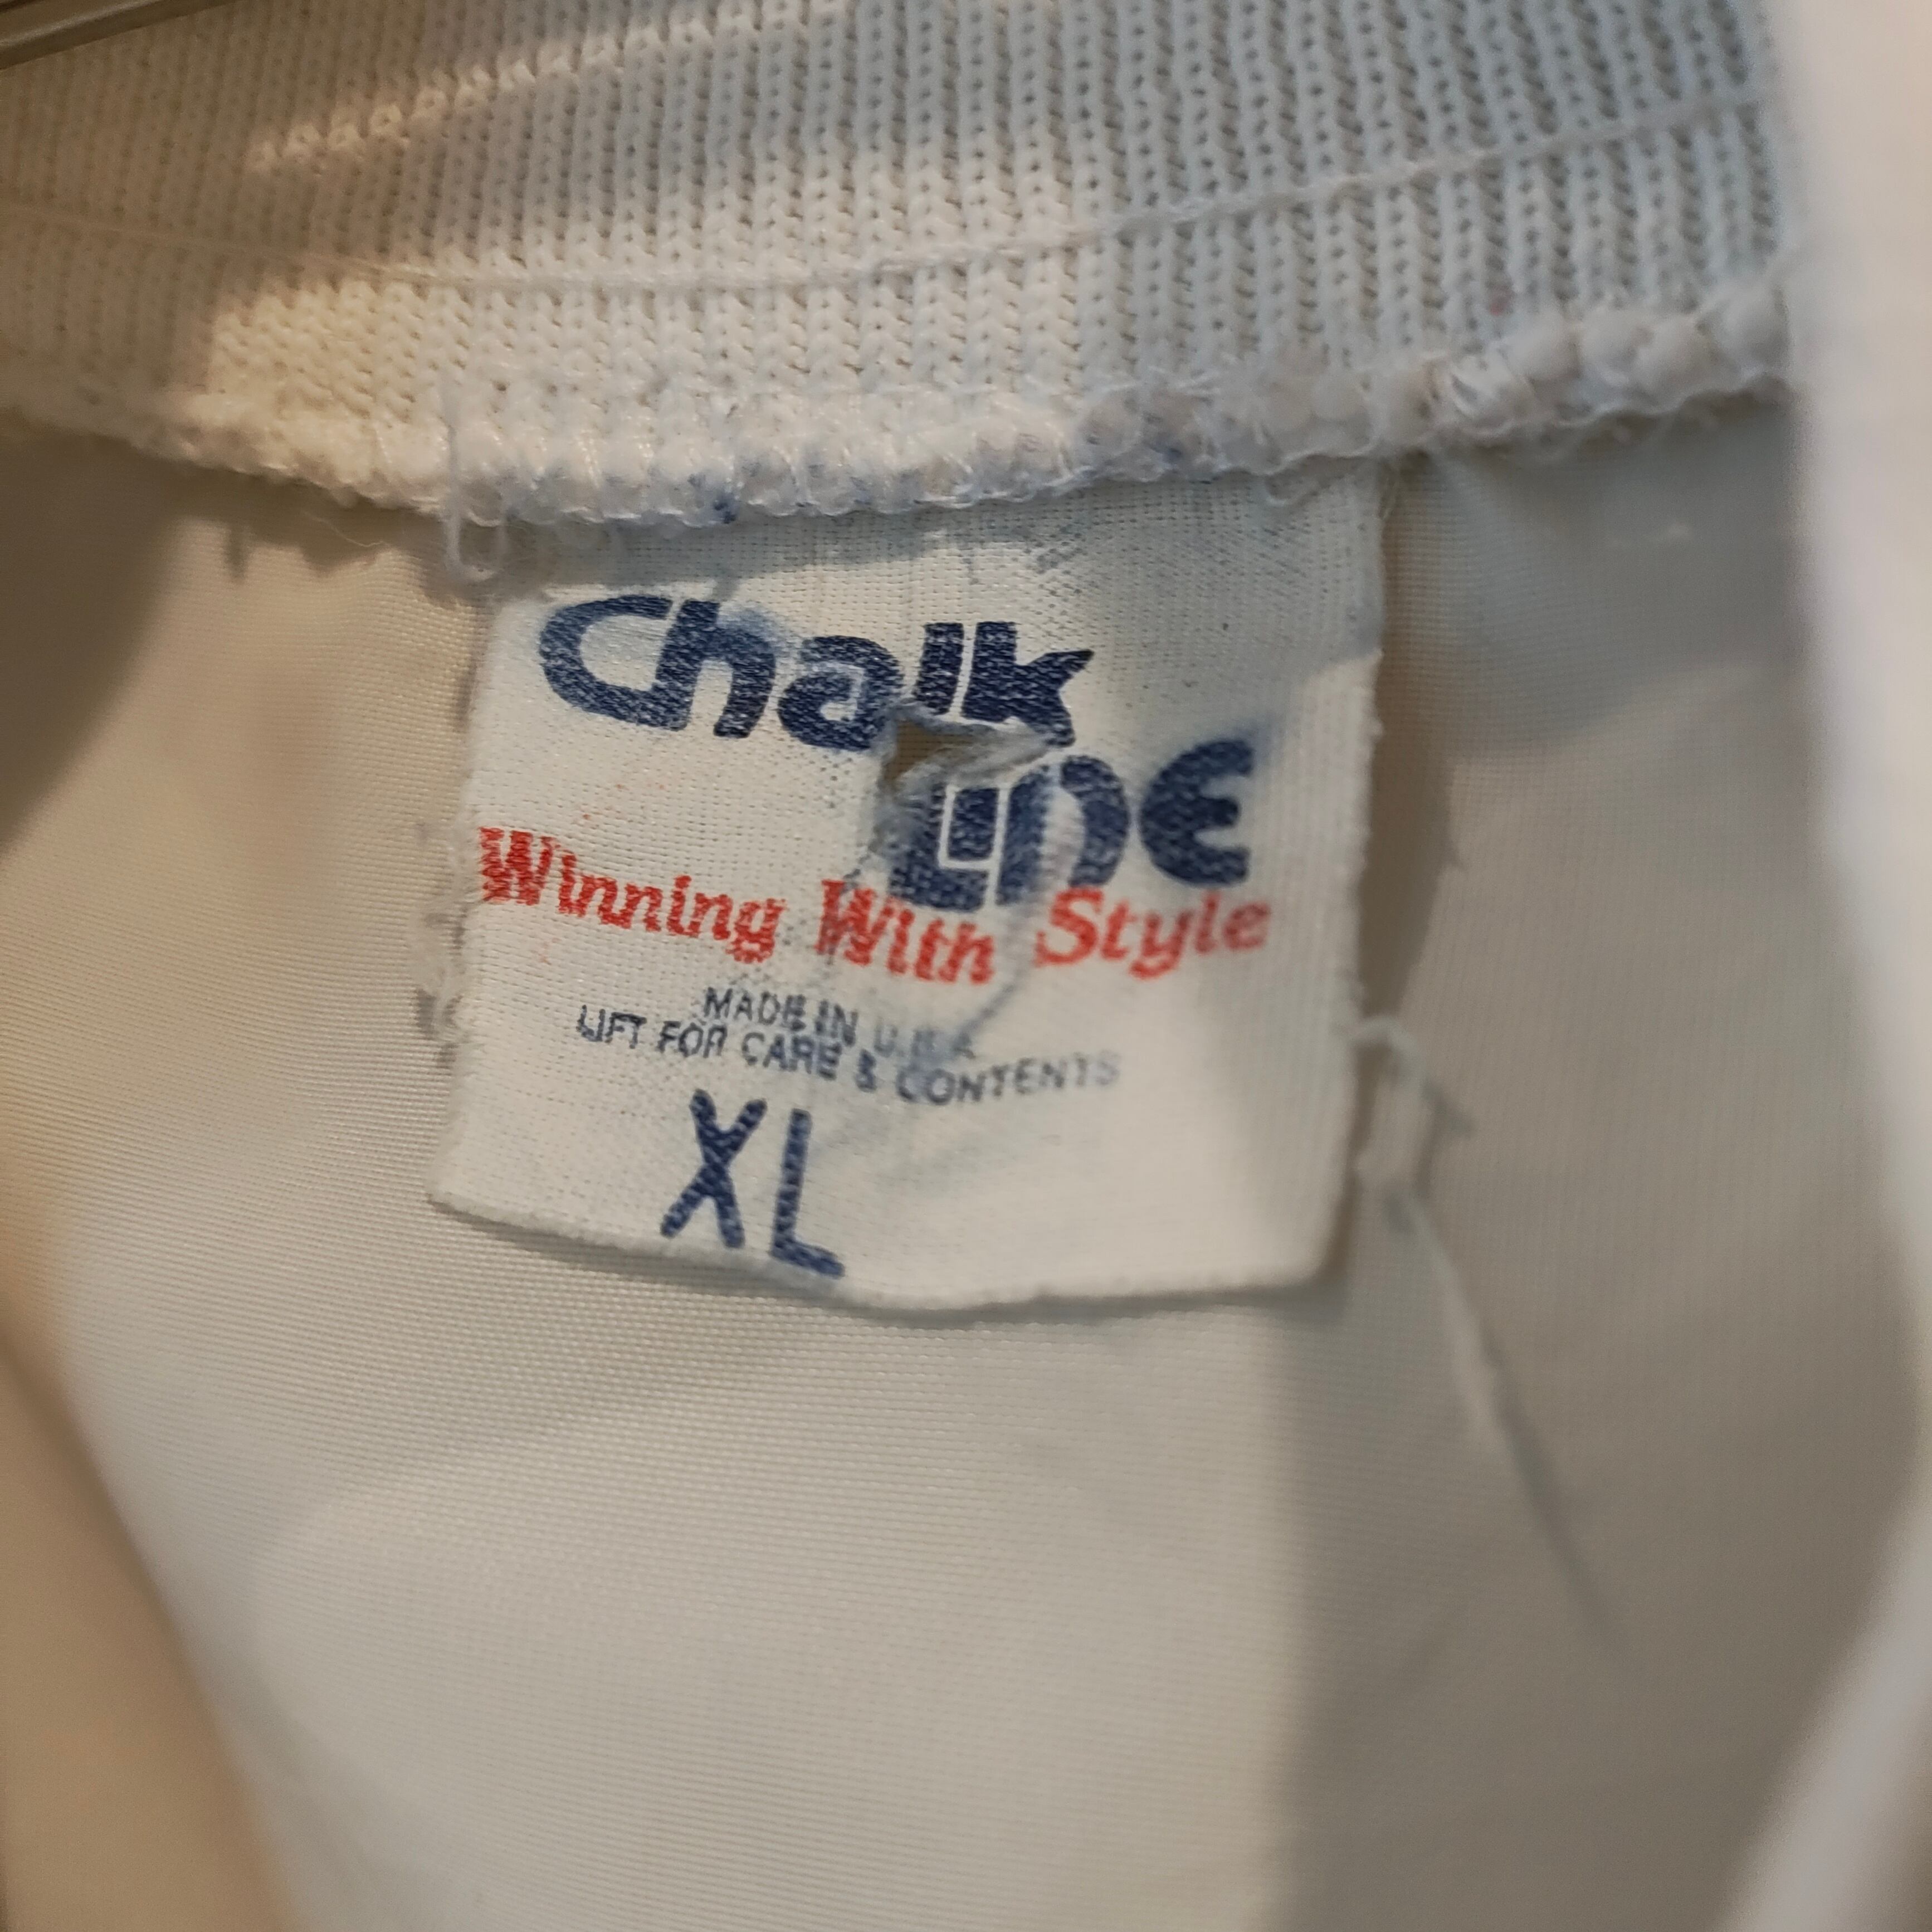 Chalk
Line
Winning With Style
MADE IN U.S.A.
LIFT FOR CARE & CONTENTS
XL